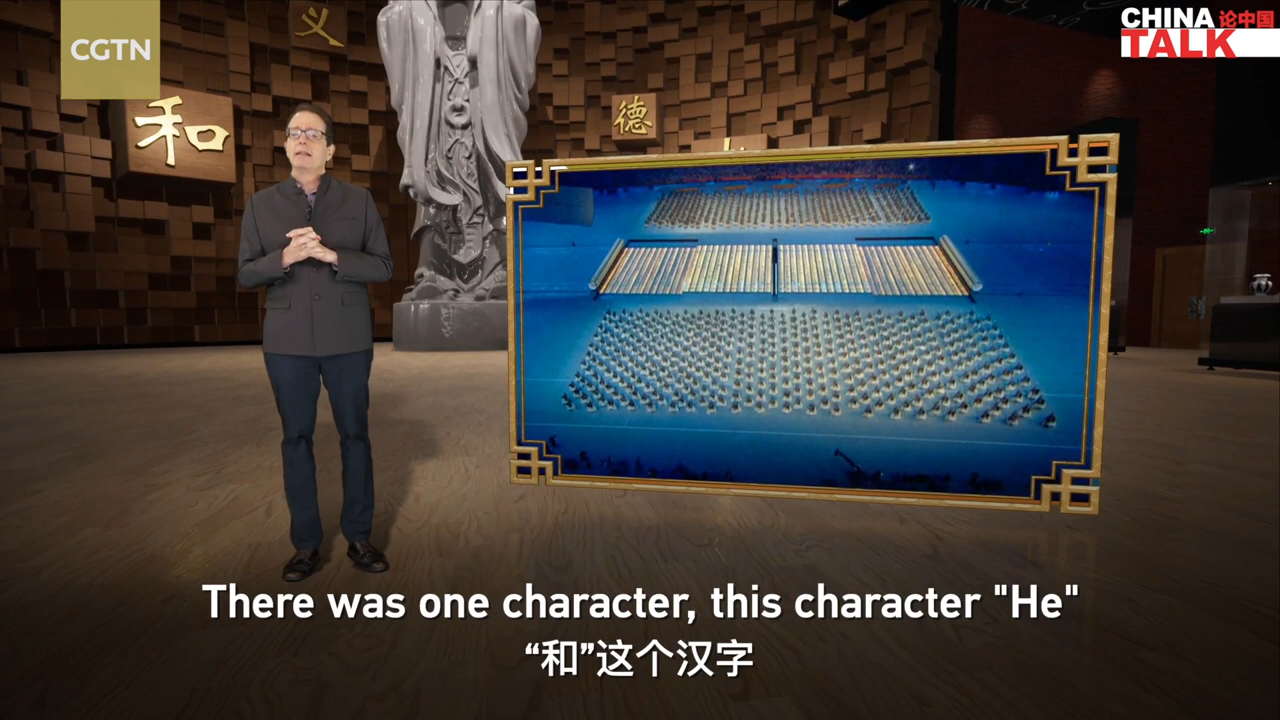 CGTN
CHINA 论中国
TALK
义
和
德
There was one character, this character "He"
“和”这个汉字